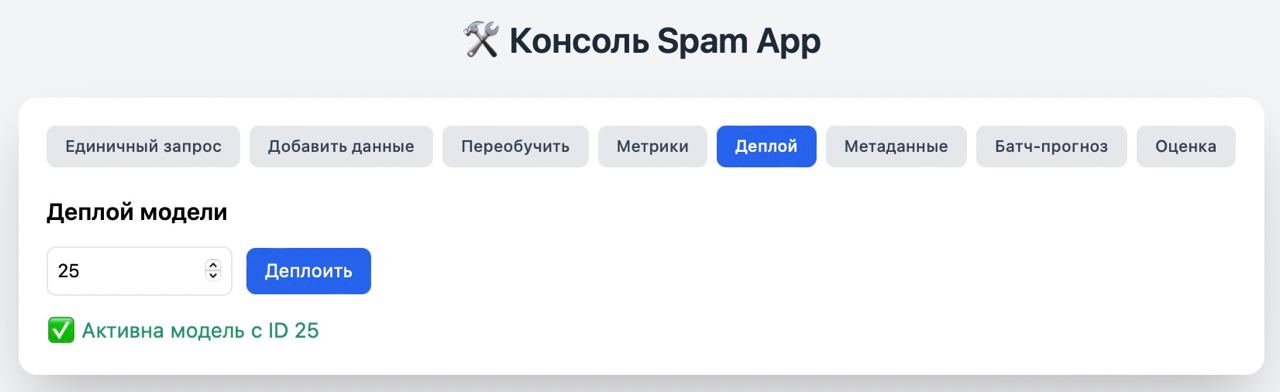 🛠️ Консоль Spam App
Единичный запрос Добавить данные Переобучить Метрики Деплой Метаданные Батч-прогноз Оценка
Деплой модели
25 Деплоить
✅ Активна модель с ID 25